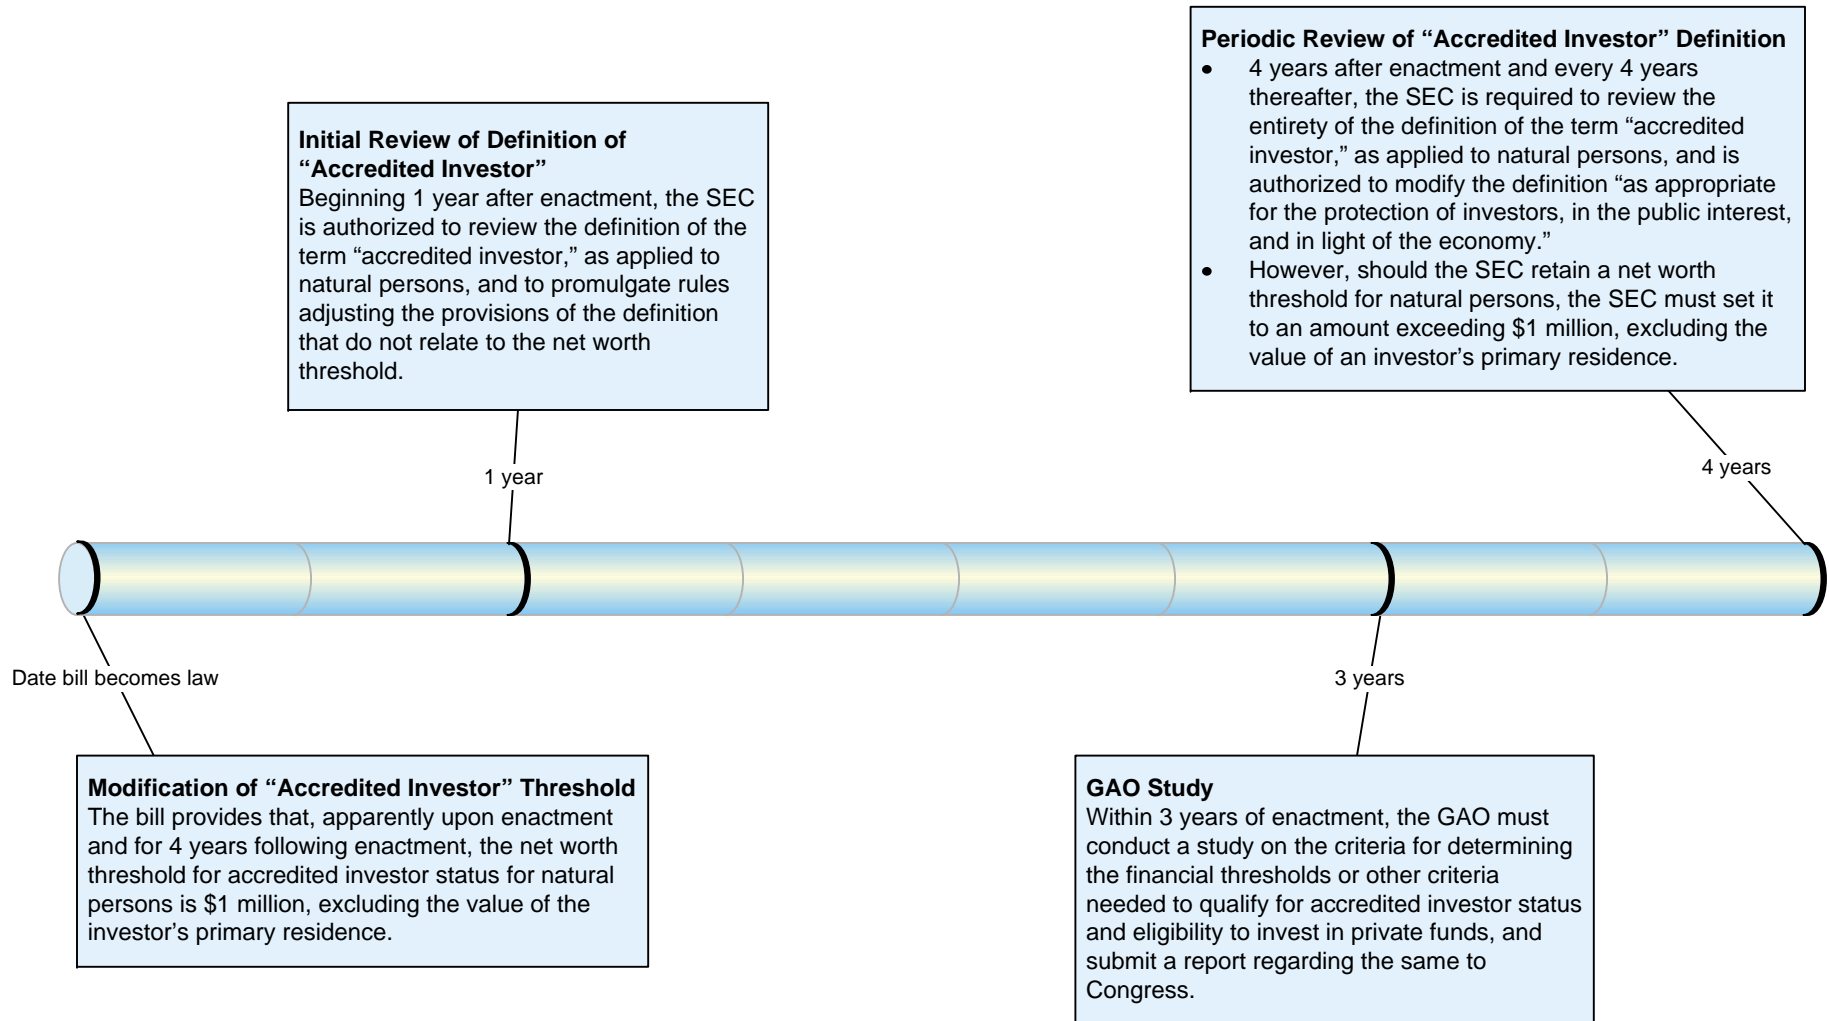 Periodic Review of “Accredited Investor” Definition
• 4 years after enactment and every 4 years
thereafter, the SEC is required to review the
entirety of the definition of the term “accredited
investor,” as applied to natural persons, and is
authorized to modify the definition “as appropriate
for the protection of investors, in the public interest,
and in light of the economy.”
• However, should the SEC retain a net worth
threshold for natural persons, the SEC must set it
to an amount exceeding $1 million, excluding the
value of an investor’s primary residence.
Initial Review of Definition of
“Accredited Investor”
Beginning 1 year after enactment, the SEC
is authorized to review the definition of the
term “accredited investor,” as applied to
natural persons, and to promulgate rules
adjusting the provisions of the definition
that do not relate to the net worth
threshold.
1 year
4 years
Date bill becomes law
3 years
Modification of “Accredited Investor” Threshold
The bill provides that, apparently upon enactment
and for 4 years following enactment, the net worth
threshold for accredited investor status for natural
persons is $1 million, excluding the value of the
investor’s primary residence.
GAO Study
Within 3 years of enactment, the GAO must
conduct a study on the criteria for determining
the financial thresholds or other criteria
needed to qualify for accredited investor status
and eligibility to invest in private funds, and
submit a report regarding the same to
Congress.